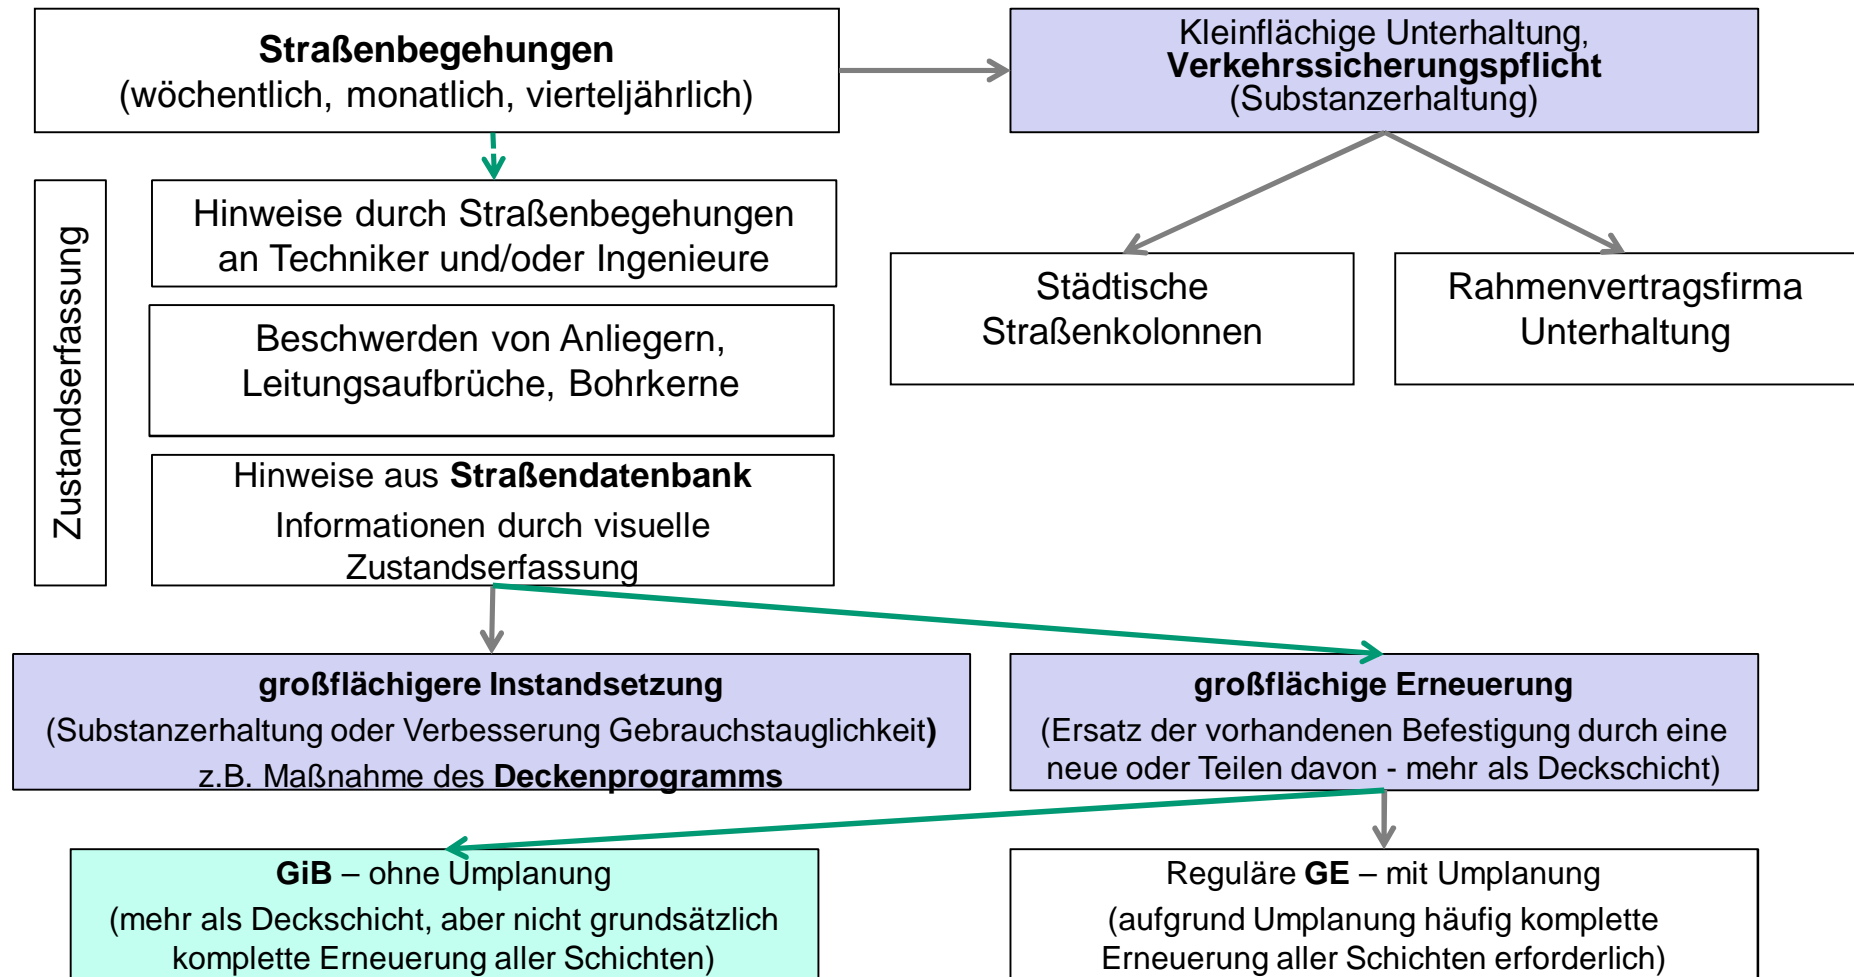 Straßenbegehungen
(wöchentlich, monatlich, vierteljährlich)
Kleinflächige Unterhaltung,
Verkehrssicherungspflicht
(Substanzerhaltung)
Zustandserfassung
Hinweise durch Straßenbegehungen
an Techniker und/oder Ingenieure
Beschwerden von Anliegern,
Leitungsaufbrüche, Bohrkerne
Hinweise aus Straßendatenbank
Informationen durch visuelle
Zustandserfassung
Städtische
Straßenkolonnen
Rahmenvertragsfirma
Unterhaltung
großflächigere Instandsetzung
(Substanzerhaltung oder Verbesserung Gebrauchstauglichkeit)
z.B. Maßnahme des Deckenprogramms
großflächige Erneuerung
(Ersatz der vorhandenen Befestigung durch eine
neue oder Teilen davon - mehr als Deckschicht)
GiB – ohne Umplanung
(mehr als Deckschicht, aber nicht grundsätzlich
komplette Erneuerung aller Schichten)
Reguläre GE – mit Umplanung
(aufgrund Umplanung häufig komplette
Erneuerung aller Schichten erforderlich)